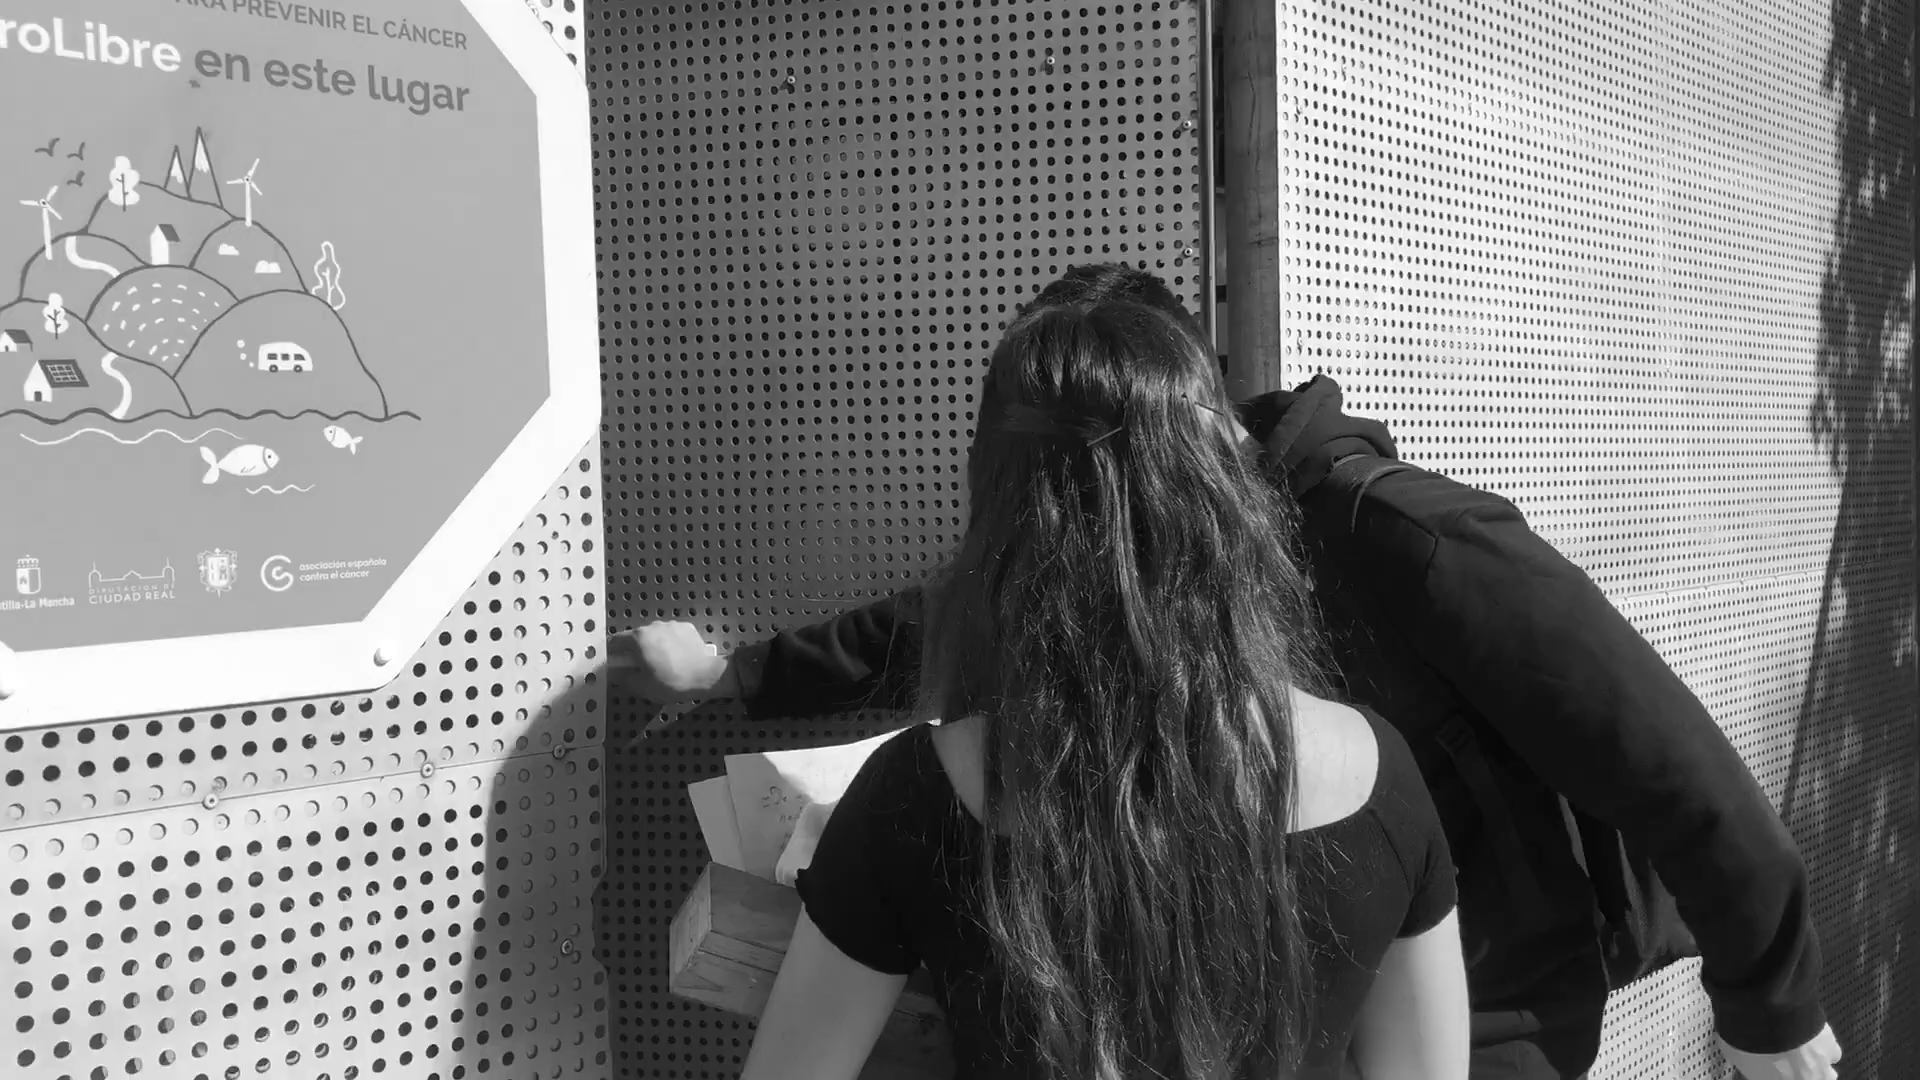 PARA PREVENIR EL CÁNCER
roLibre en este lugar
tilla-La Mancha
DIPUTACIÓN DE
CIUDAD REAL
asociación española
contra el cáncer